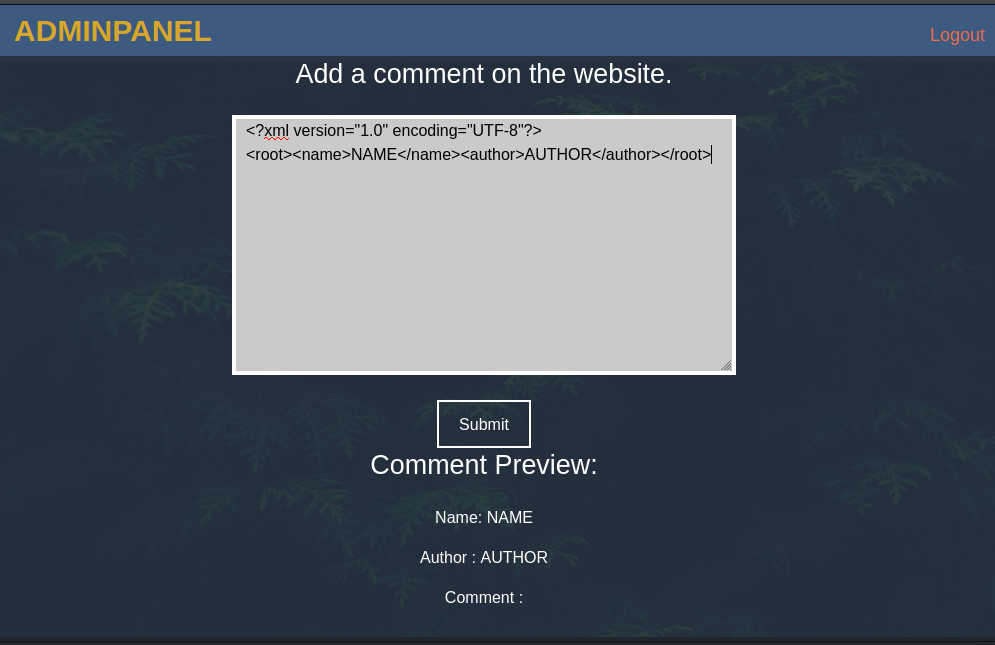 ADMINPANEL
Logout
Add a comment on the website.
<?xml version="1.0" encoding="UTF-8"?>
<root><name>NAME</name><author>AUTHOR</author></root>
Submit
Comment Preview:
Name: NAME
Author : AUTHOR
Comment :